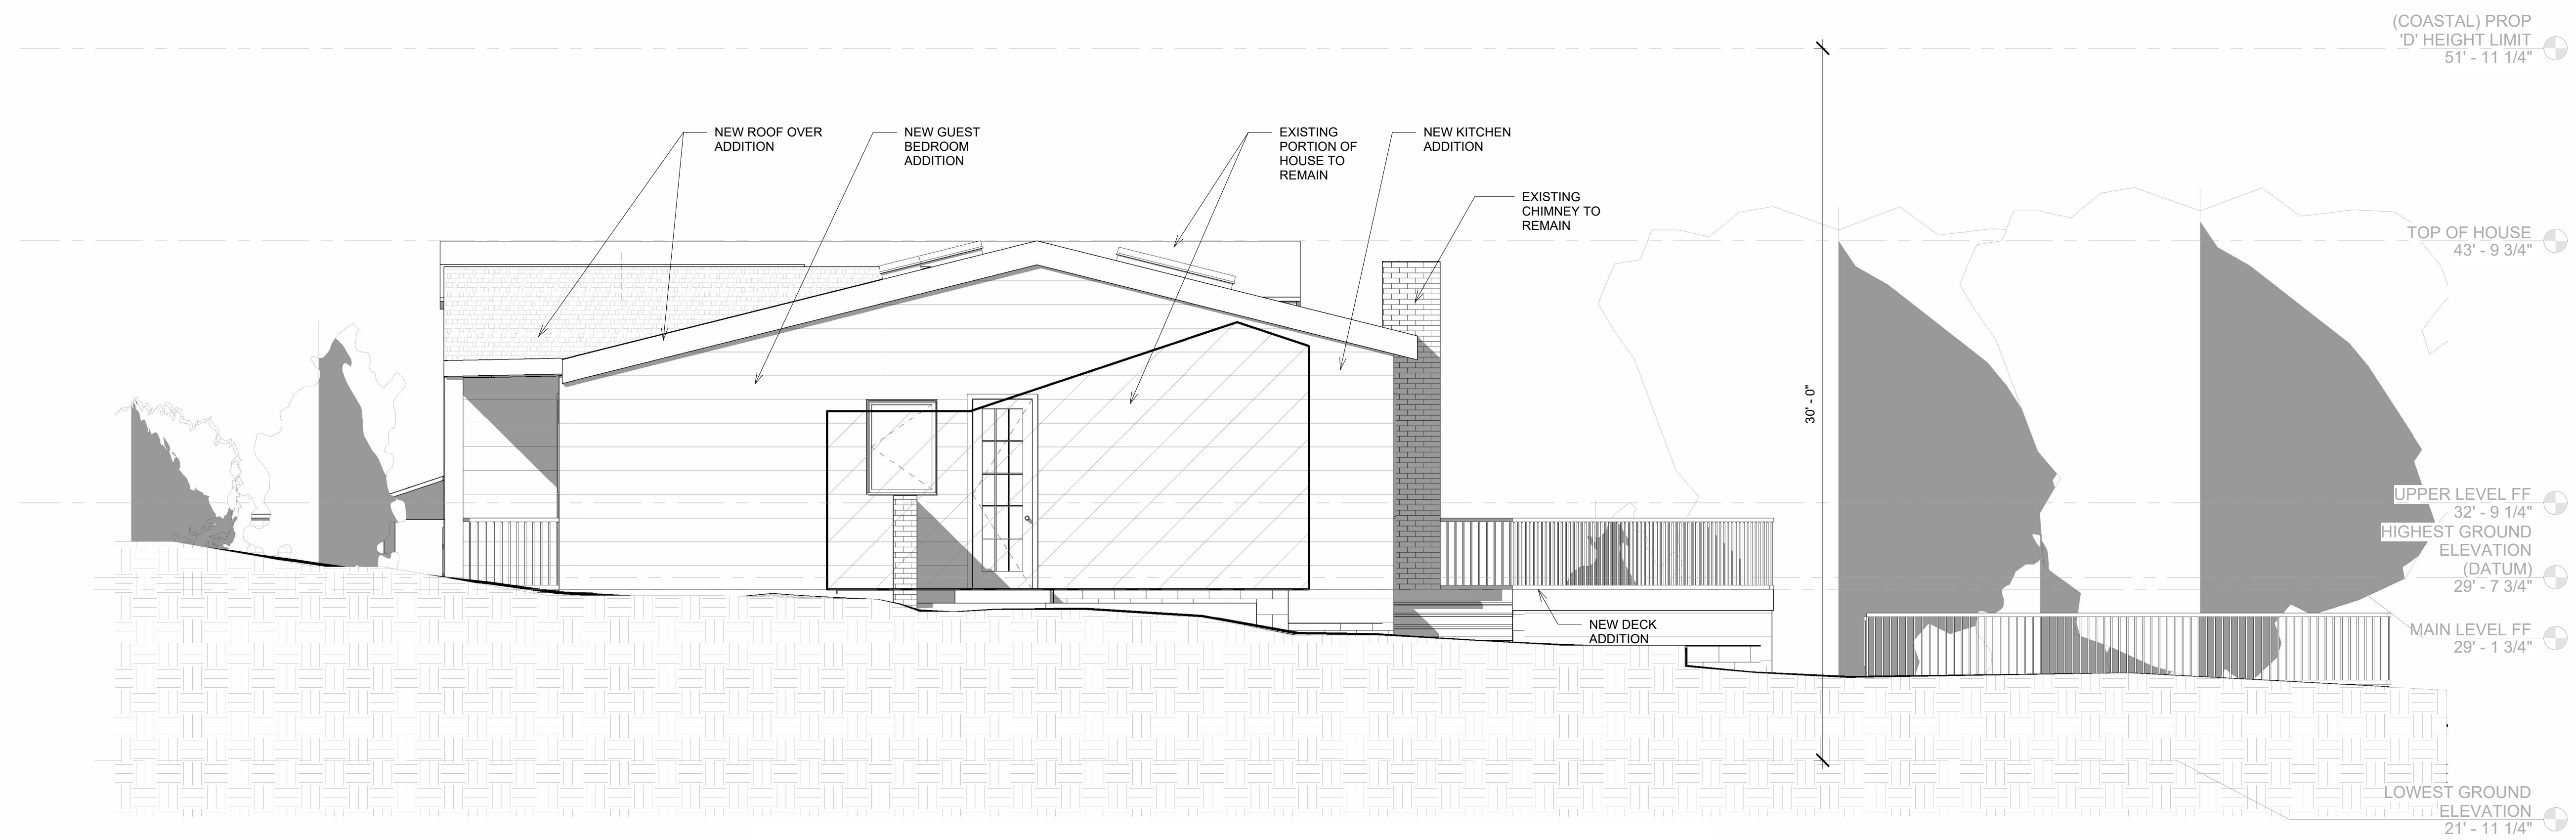 (COASTAL) PROP
'D' HEIGHT LIMIT
51' - 11 1/4"
NEW ROOF OVER
ADDITION
NEW GUEST
BEDROOM
ADDITION
EXISTING
PORTION OF
HOUSE TO
REMAIN
NEW KITCHEN
ADDITION
EXISTING
CHIMNEY TO
REMAIN
TOP OF HOUSE
43' - 9 3/4"
30' - 0"
UPPER LEVEL FF
32' - 9 1/4"
HIGHEST GROUND
ELEVATION
(DATUM)
29' - 7 3/4"
NEW DECK
ADDITION
MAIN LEVEL FF
29' - 1 3/4"
LOWEST GROUND
ELEVATION
21' - 11 1/4"